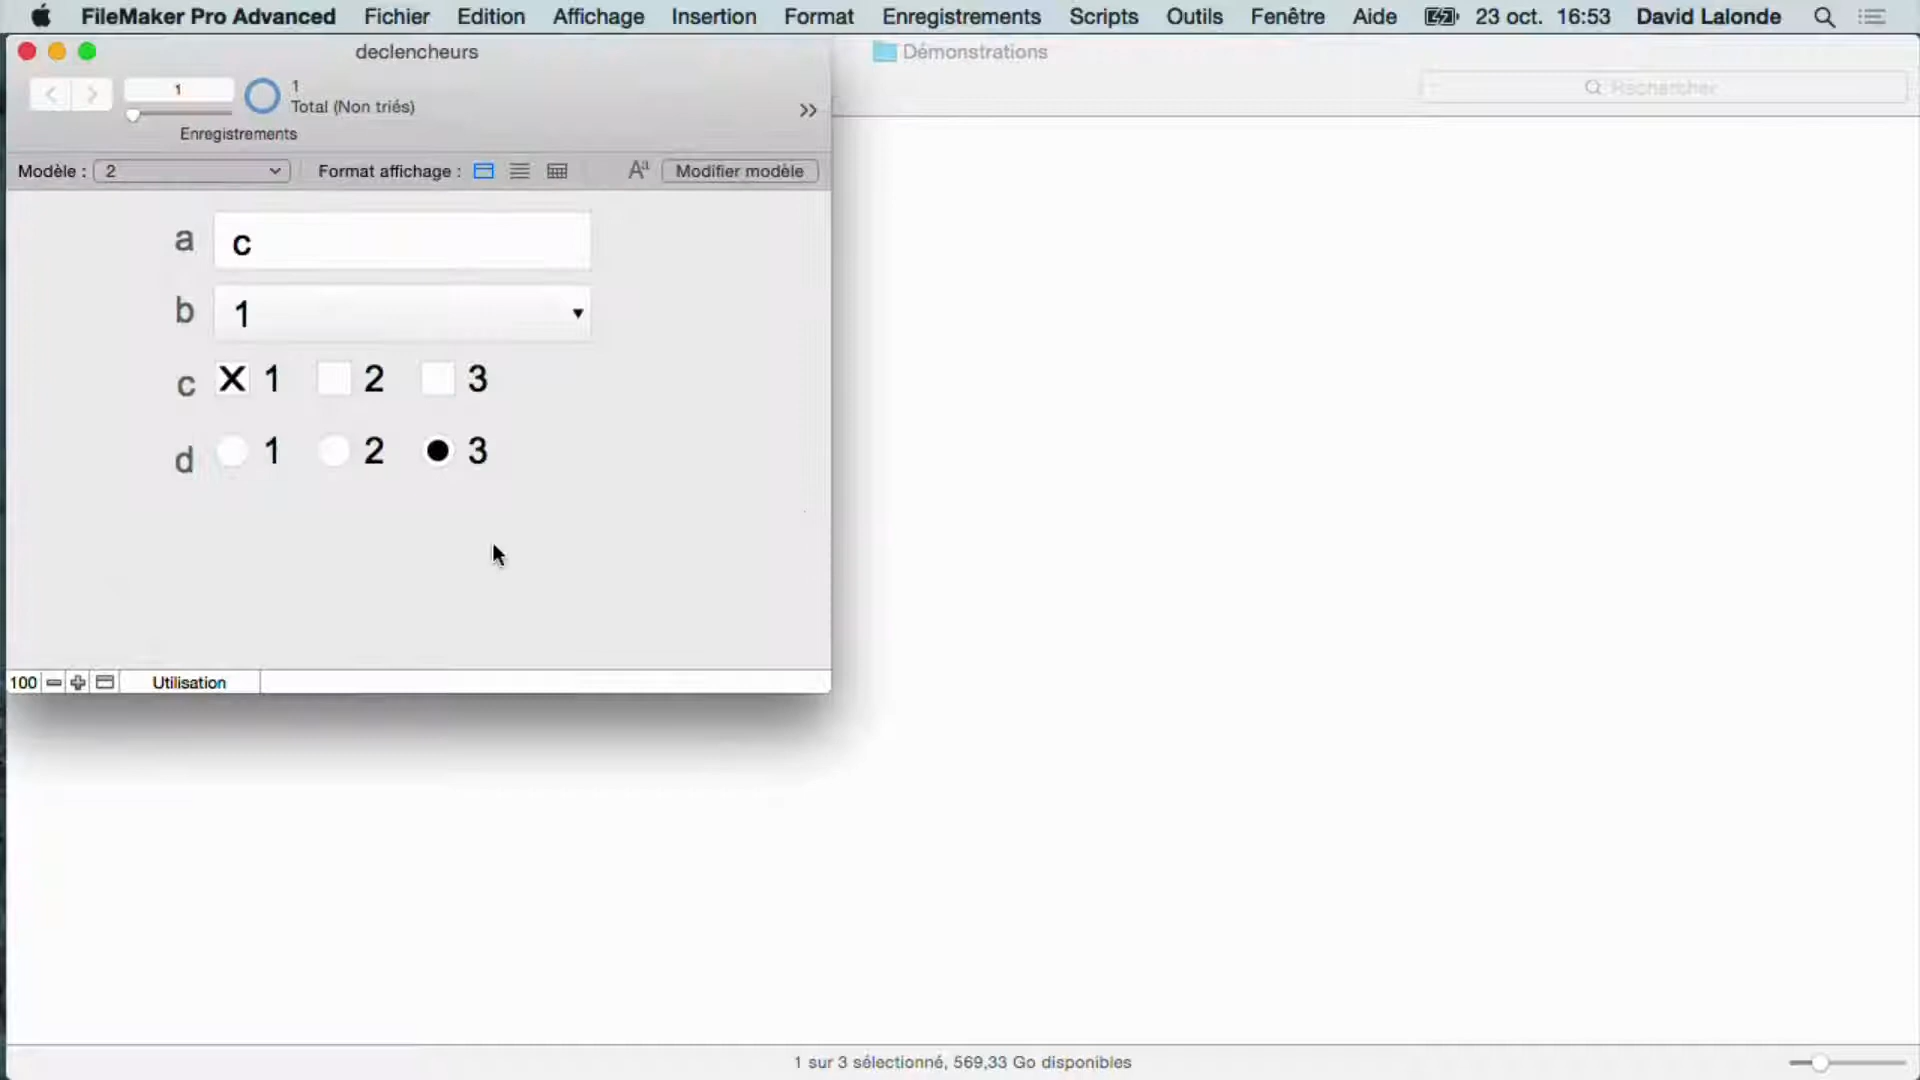 FileMaker Pro Advanced Fichier Edition Affichage Insertion Format Enregistrements Scripts Outils Fenêtre Aide 23 oct. 16:53 David Lalonde
declencheurs
Démonstrations
1
1
Total (Non triés)
Rechercher
Enregistrements
Modèle : 2 Format affichage : Aa Modifier modèle
a c
b 1
c X 1 2 3
d 1 2 3
100 Utilisation
1 sur 3 sélectionné, 569,33 Go disponibles